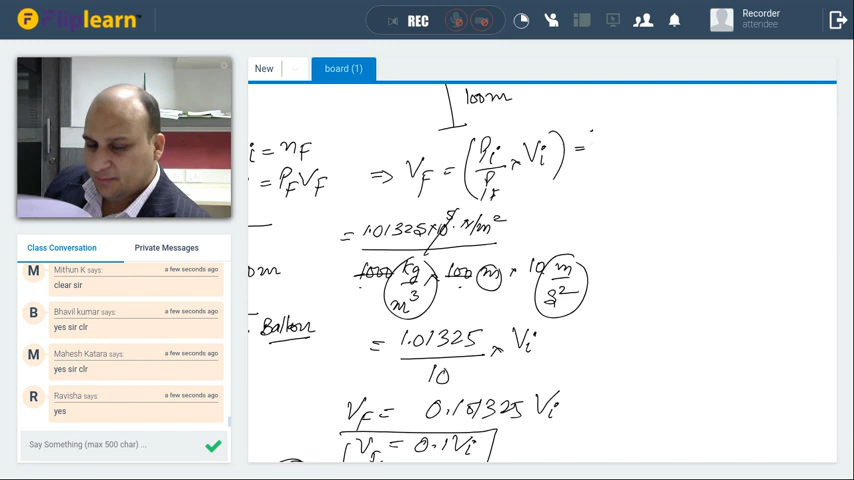 Fliplearn
REC
Recorder
attendee
New
board (1)
Class Conversation
Private Messages
M
Mithun K says:
a few seconds ago
clear sir
B
Bhavil kumar says:
a few seconds ago
yes sir clr
M
Mahesh Katara says:
a few seconds ago
yes sir clr
R
Ravisha says:
a few seconds ago
yes
Say Something (max 500 char) ...
100m
i = nF
= PF VF
⇒ VF = (Pi/PF × Vi) =
= 1.01325×10⁵ N/m²
1000 kg/m³ × 100 m × 10 m/s²
om
Balloon
= 1.01325/10 × Vi
VF = 0.101325 Vi
VF = 0.1Vi